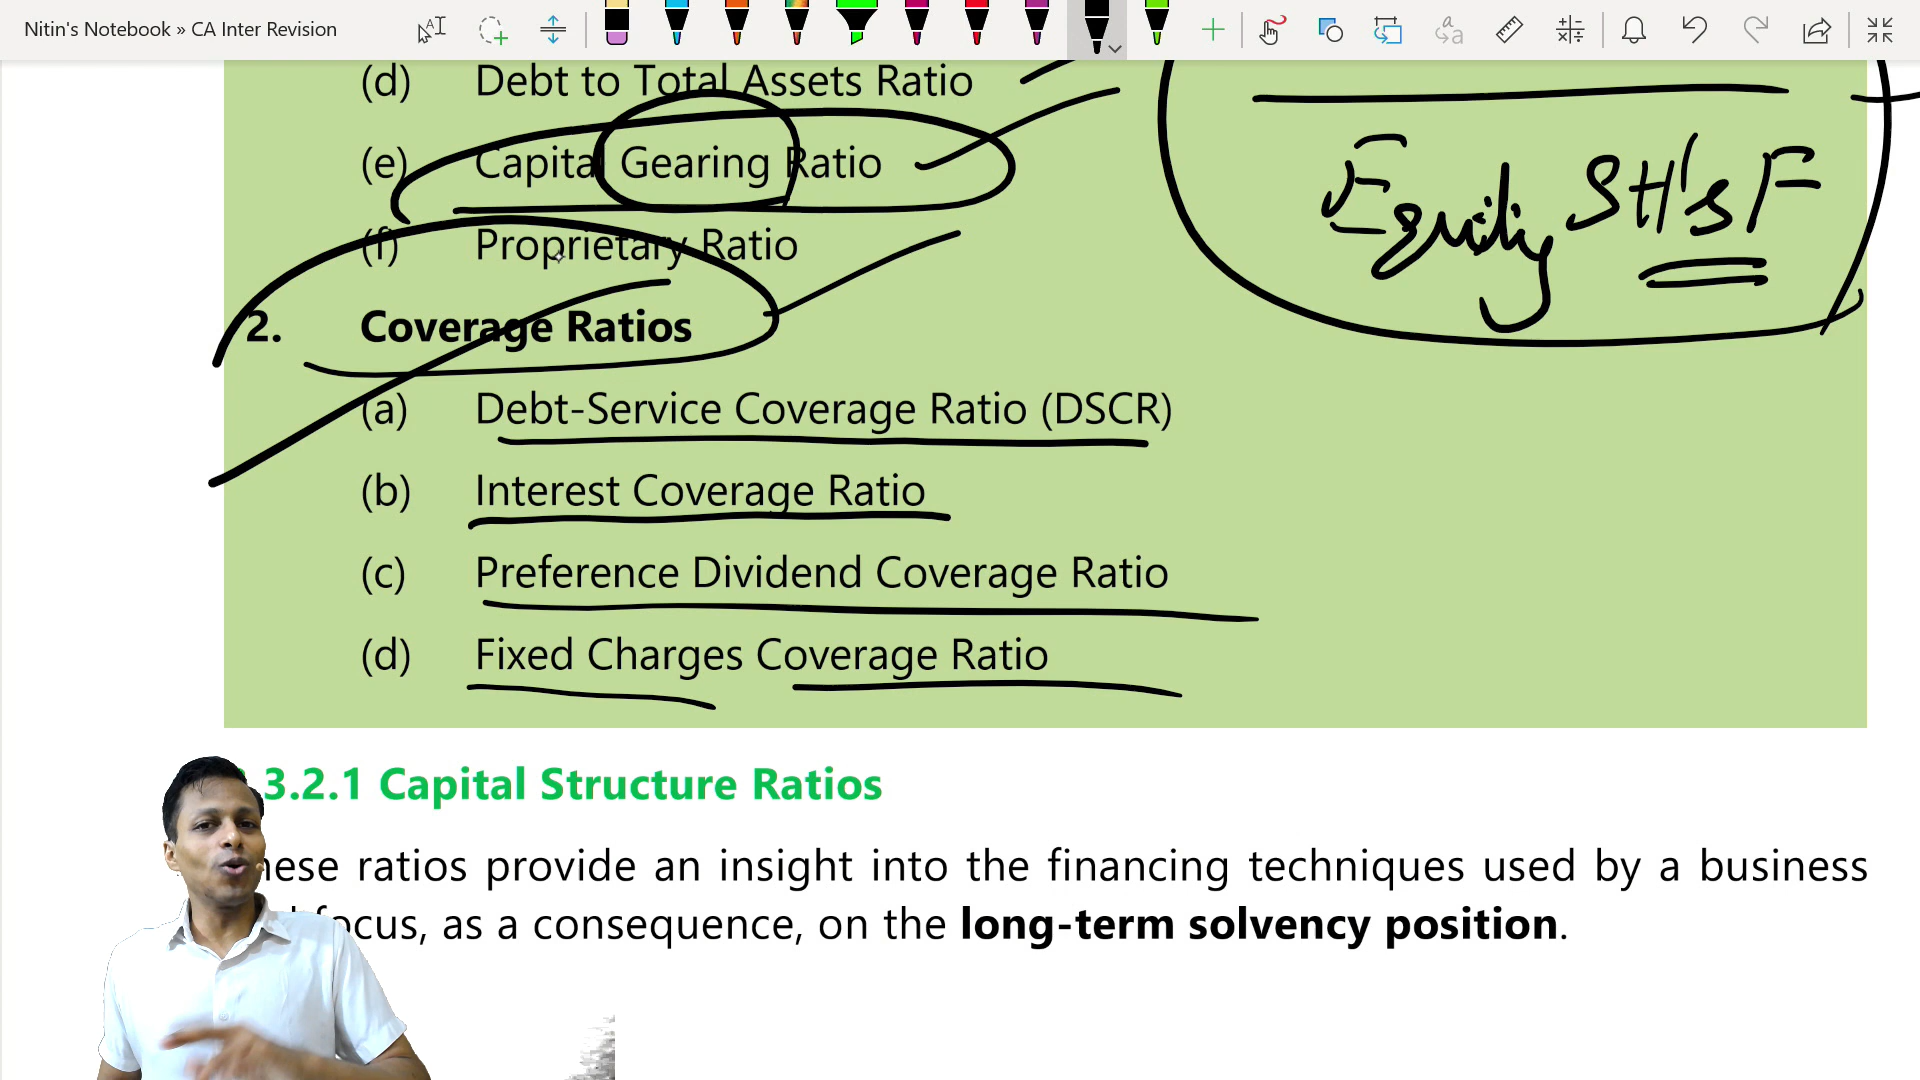 Nitin's Notebook » CA Inter Revision
(d) Debt to Total Assets Ratio
(e) Capital Gearing Ratio
Equity SH's F
(f) Proprietary Ratio
2. Coverage Ratios
(a) Debt-Service Coverage Ratio (DSCR)
(b) Interest Coverage Ratio
(c) Preference Dividend Coverage Ratio
(d) Fixed Charges Coverage Ratio
.3.2.1 Capital Structure Ratios
hese ratios provide an insight into the financing techniques used by a business
focus, as a consequence, on the long-term solvency position.